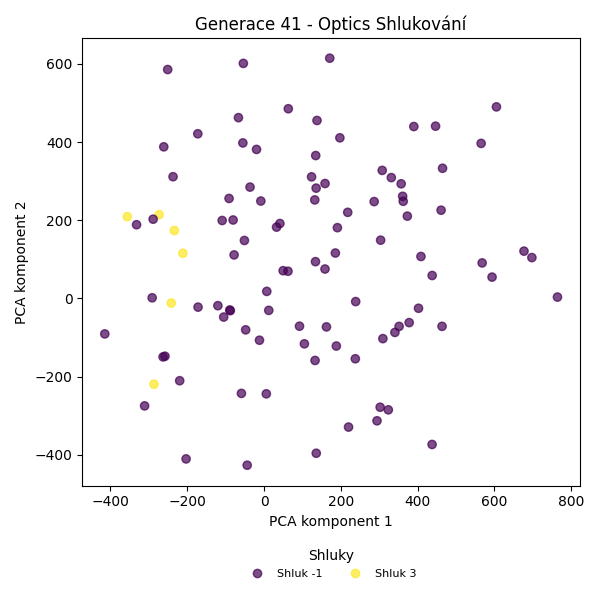 Generace 41 - Optics Shlukování
600
400
200
0
−200
−400
PCA komponent 2
−400 −200 0 200 400 600 800
PCA komponent 1
Shluky
Shluk -1 Shluk 3